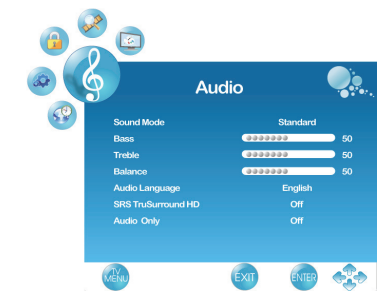 Audio
Sound Mode Standard
Bass 50
Treble 50
Balance 50
Audio Language English
SRS TruSurround HD Off
Audio Only Off
TV
MENU EXIT ENTER